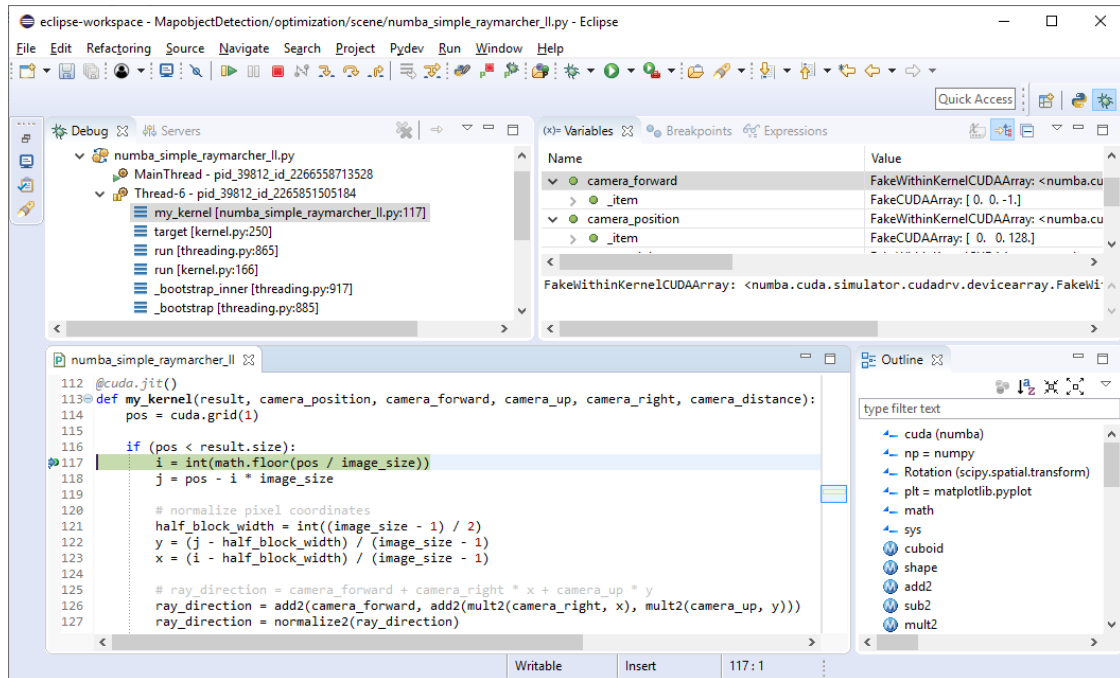 eclipse-workspace - MapobjectDetection/optimization/scene/numba_simple_raymarcher_II.py - Eclipse
File Edit Refactoring Source Navigate Search Project Pydev Run Window Help
Quick Access
Debug Servers
numba_simple_raymarcher_II.py
MainThread - pid_39812_id_2266558713528
Thread-6 - pid_39812_id_2265851505184
my_kernel [numba_simple_raymarcher_II.py:117]
target [kernel.py:250]
run [threading.py:865]
run [kernel.py:166]
_bootstrap_inner [threading.py:917]
_bootstrap [threading.py:885]
(x)= Variables Breakpoints Expressions
Name Value
camera_forward FakeWithinKernelCUDAArray: <numba.cu
_item FakeCUDAArray: [ 0. 0. -1.]
camera_position FakeWithinKernelCUDAArray: <numba.cu
_item FakeCUDAArray: [ 0. 0. 128.]
FakeWithinKernelCUDAArray: <numba.cuda.simulator.cudadrv.devicearray.FakeWi
numba_simple_raymarcher_II
112 @cuda.jit()
113 def my_kernel(result, camera_position, camera_forward, camera_up, camera_right, camera_distance):
114 pos = cuda.grid(1)
115
116 if (pos < result.size):
117 i = int(math.floor(pos / image_size))
118 j = pos - i * image_size
119
120 # normalize pixel coordinates
121 half_block_width = int((image_size - 1) / 2)
122 y = (j - half_block_width) / (image_size - 1)
123 x = (i - half_block_width) / (image_size - 1)
124
125 # ray_direction = camera_forward + camera_right * x + camera_up * y
126 ray_direction = add2(camera_forward, add2(mult2(camera_right, x), mult2(camera_up, y)))
127 ray_direction = normalize2(ray_direction)
Outline
type filter text
cuda (numba)
np = numpy
Rotation (scipy.spatial.transform)
plt = matplotlib.pyplot
math
sys
cuboid
shape
add2
sub2
mult2
Writable Insert 117 : 1